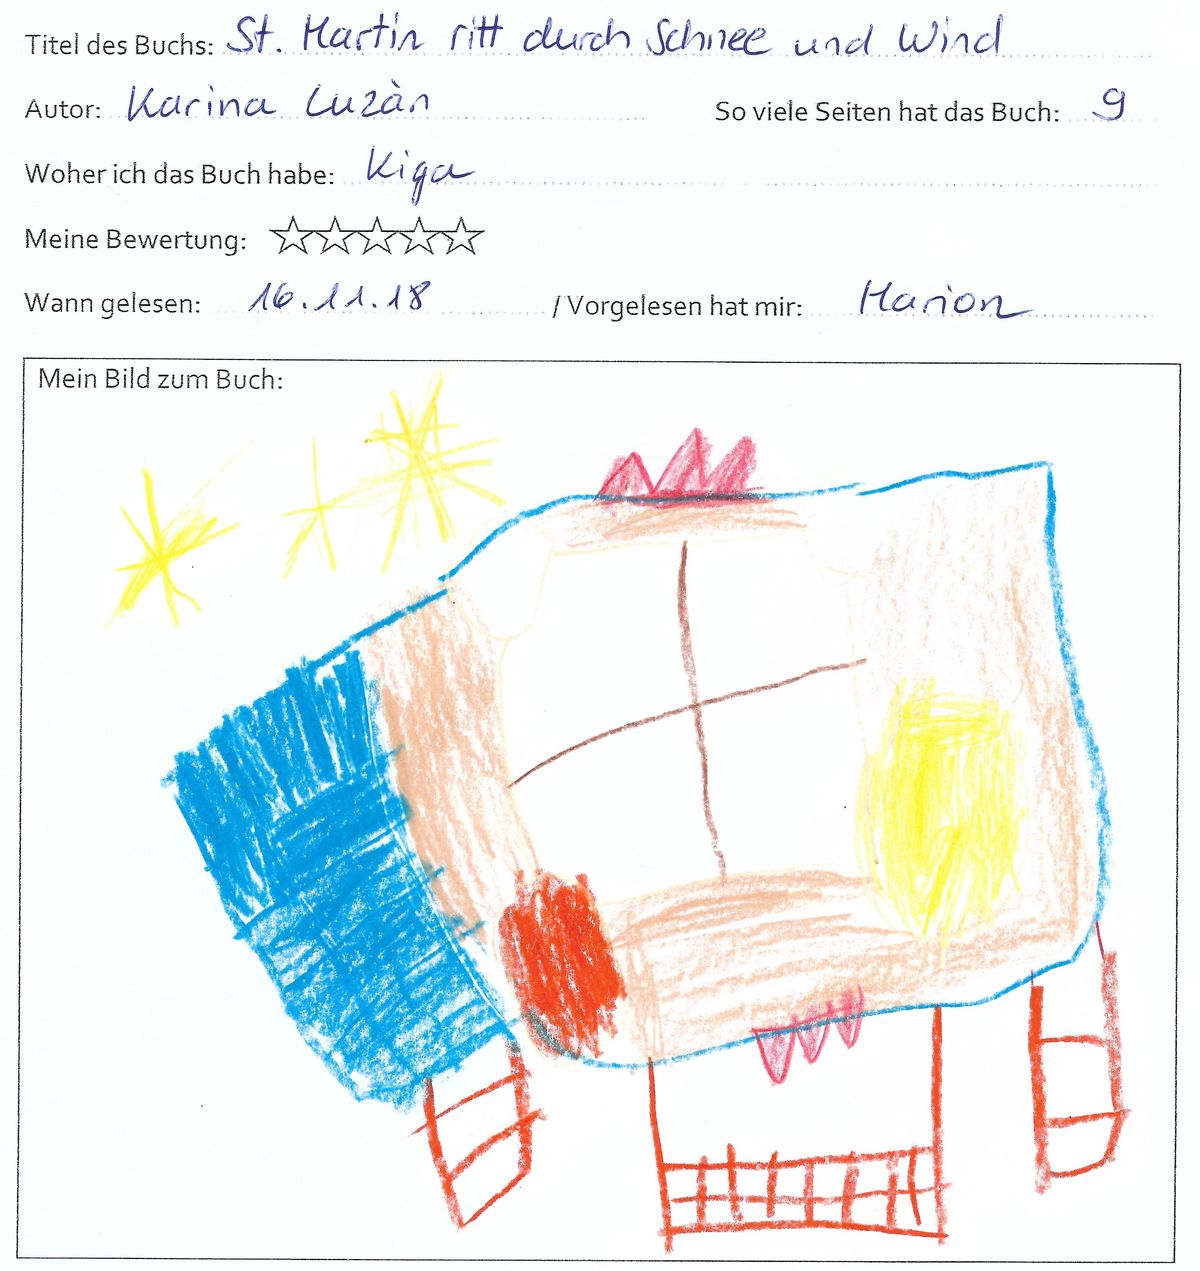 Titel des Buchs: St. Martin ritt durch Schnee und Wind
Autor: Karina Luzàn So viele Seiten hat das Buch: 9
Woher ich das Buch habe: Kiga
Meine Bewertung: ☆☆☆☆☆
Wann gelesen: 16.11.18 / Vorgelesen hat mir: Marion
Mein Bild zum Buch: